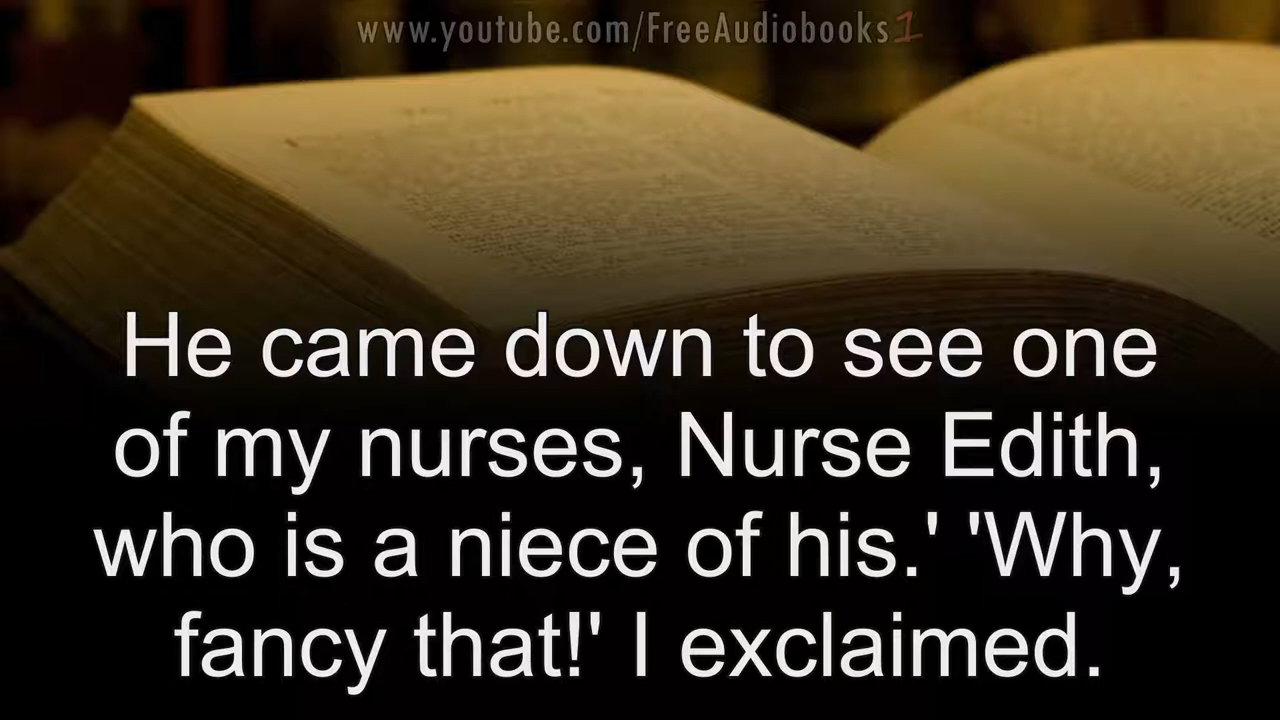 www.youtube.com/FreeAudiobooks1
He came down to see one
of my nurses, Nurse Edith,
who is a niece of his.' 'Why,
fancy that!' I exclaimed.